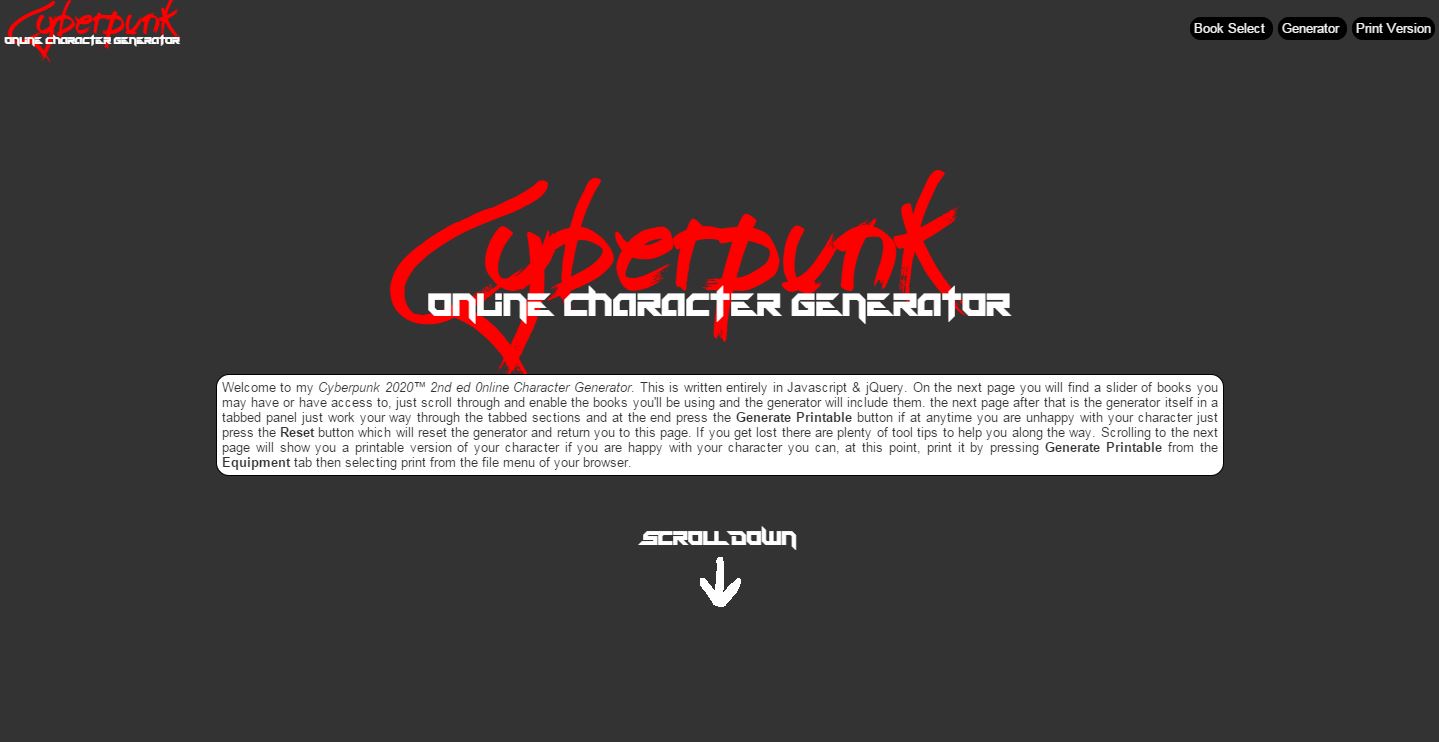 Cyberpunk
ONLINE CHARACTER GENERATOR
Book Select
Generator
Print Version
Cyberpunk
ONLINE CHARACTER GENERATOR
Welcome to my Cyberpunk 2020™ 2nd ed 0nline Character Generator. This is written entirely in Javascript & jQuery. On the next page you will find a slider of books you
may have or have access to, just scroll through and enable the books you'll be using and the generator will include them. the next page after that is the generator itself in a
tabbed panel just work your way through the tabbed sections and at the end press the Generate Printable button if at anytime you are unhappy with your character just
press the Reset button which will reset the generator and return you to this page. If you get lost there are plenty of tool tips to help you along the way. Scrolling to the next
page will show you a printable version of your character if you are happy with your character you can, at this point, print it by pressing Generate Printable from the
Equipment tab then selecting print from the file menu of your browser.
SCROLL DOWN